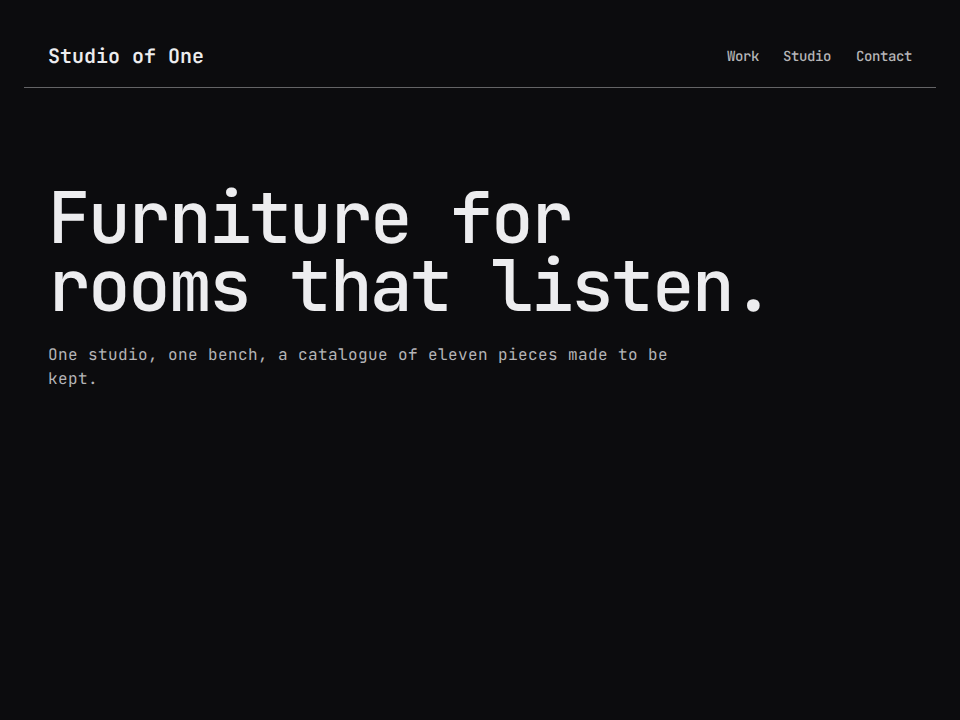 Studio of One
Work Studio Contact
Furniture for
rooms that listen.
One studio, one bench, a catalogue of eleven pieces made to be
kept.